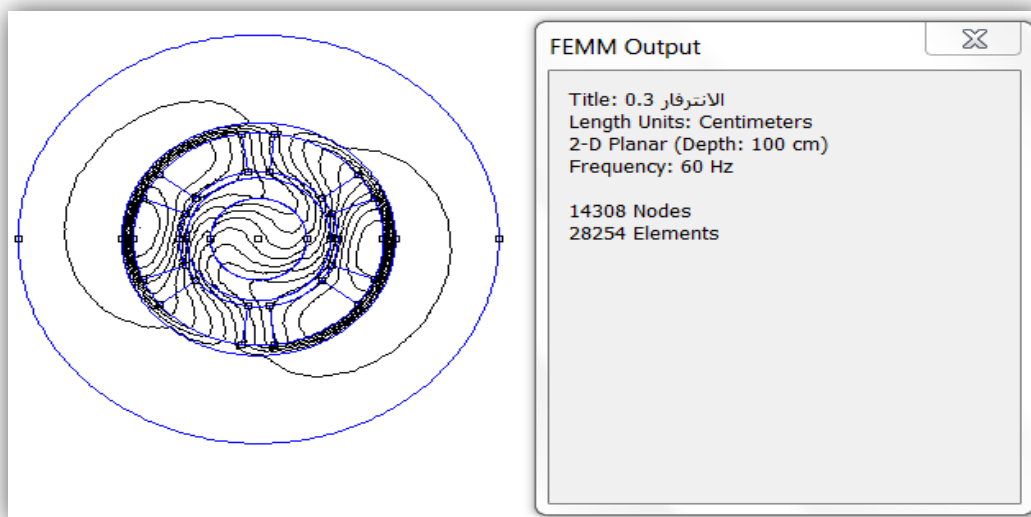 FEMM Output
Title: 0.3 الانترفار
Length Units: Centimeters
2-D Planar (Depth: 100 cm)
Frequency: 60 Hz
14308 Nodes
28254 Elements